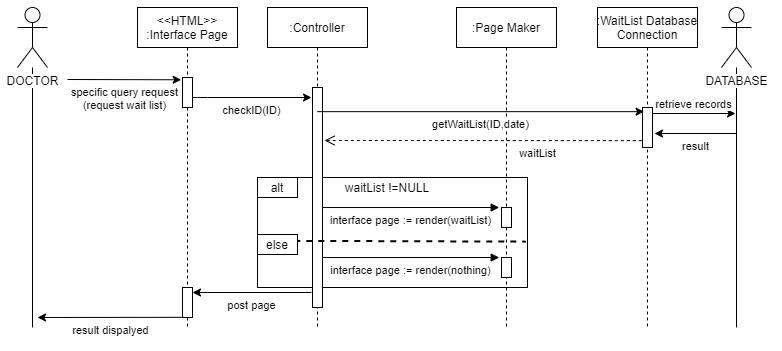 <<HTML>>
:Interface Page
:Controller
:Page Maker
:WaitList Database
Connection
DOCTOR
DATABASE
specific query request
(request wait list)
checkID(ID)
retrieve records
getWaitList(ID,date)
result
waitList
alt
waitList !=NULL
interface page := render(waitList)
else
interface page := render(nothing)
post page
result dispalyed